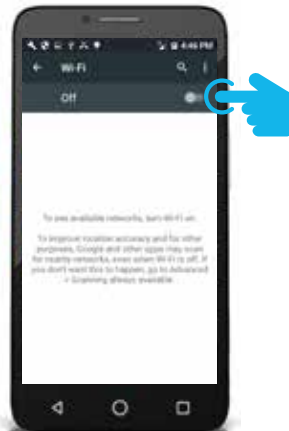 4:46 PM
Wi-Fi
Off
To see available networks, turn Wi-Fi on.
To improve location accuracy and for other
purposes, Google and other apps may scan
for nearby networks, even when Wi-Fi is off. If
you don't want this to happen, go to Advanced
> Scanning always available.